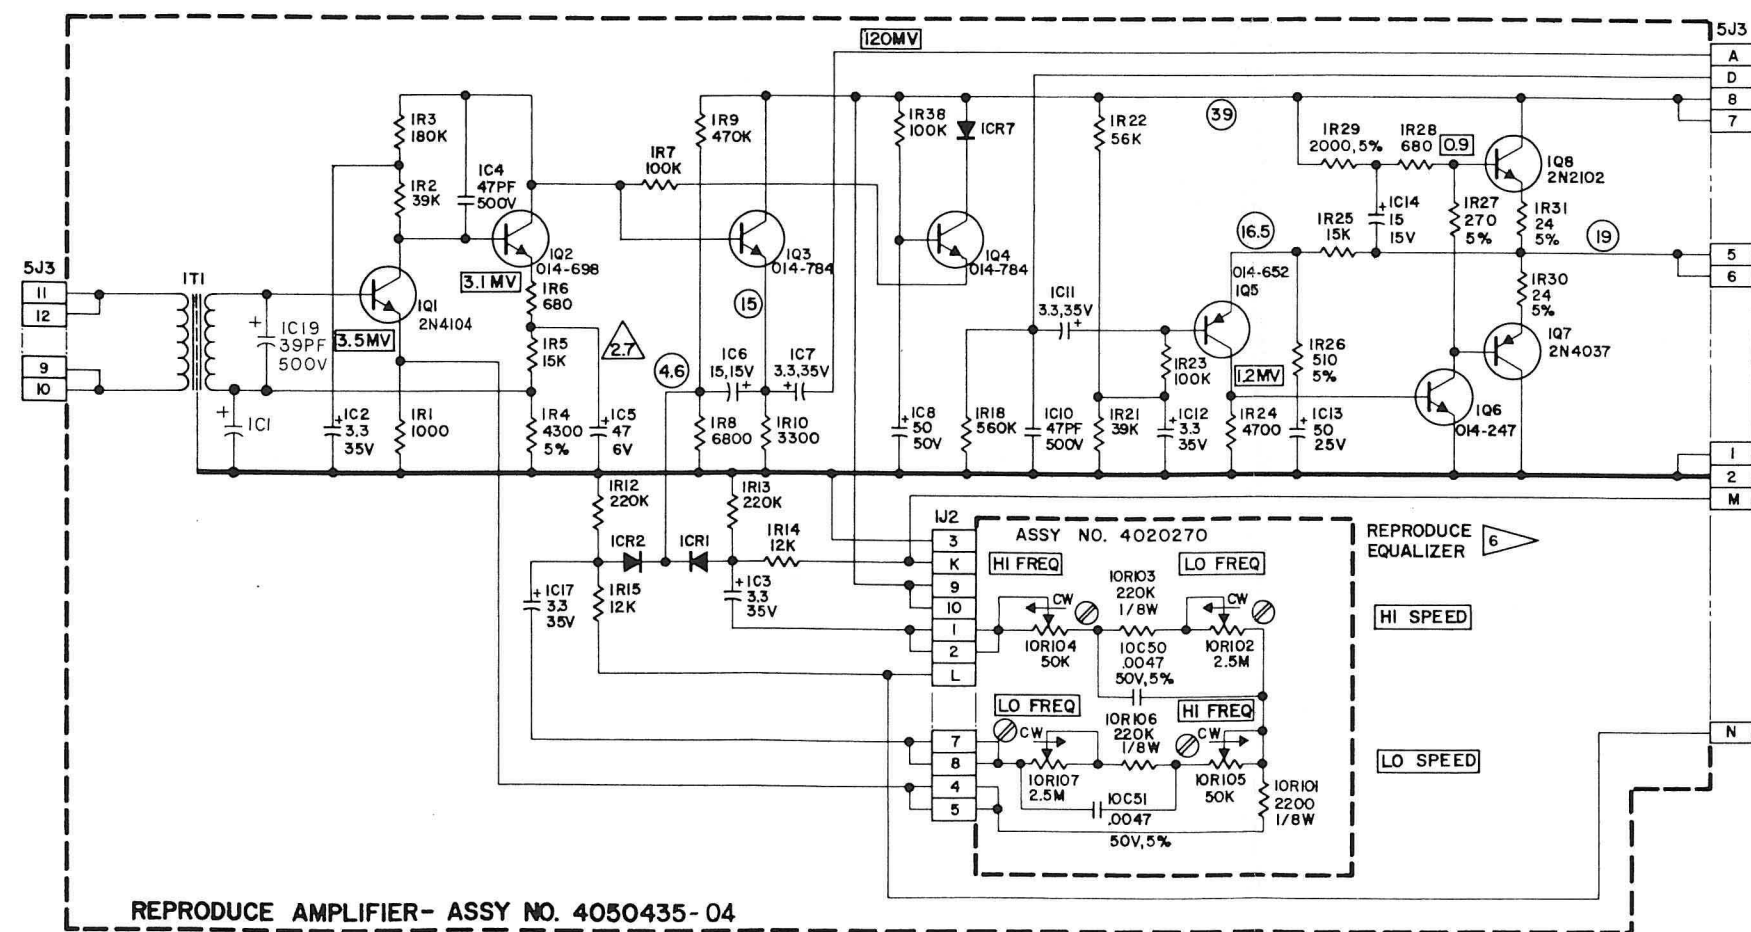 5J3
120MV
A
D
8
7
1R3
180K
1R9
470K
1R38
100K
1CR7
1R22
56K
39
1R29
2000,5%
1R28
680
0.9
1Q8
2N2102
1R7
100K
1C4
47PF
500V
1R2
39K
1C14
15
15V
1R27
270
5%
1R31
24
5%
1R25
15K
16.5
19
5
6
5J3
11
12
9
10
1T1
1Q2
014-698
1Q3
014-784
1Q4
014-784
014-652
1Q5
3.1MV
1R6
680
1R30
24
5%
1Q1
2N4104
3.5MV
15
1C11
3.3,35V
1C19
39PF
500V
1R5
15K
2.7
1Q7
2N4037
1R26
510
5%
1R23
100K
1.2MV
4.6
1C6
15,15V
1C7
3.3,35V
1C1
1C2
3.3
35V
1R1
1000
1R4
4300
5%
1C5
47
6V
1R8
6800
1R10
3300
1C8
50
50V
1R18
560K
1C10
47PF
500V
1R21
39K
1C12
3.3
35V
1R24
4700
1C13
50
25V
1Q6
014-247
1
2
M
1R12
220K
1R13
220K
1R14
12K
1CR2
1CR1
1C17
3.3
35V
1R15
12K
1C3
3.3
35V
1J2
3
K
9
10
1
2
L
7
8
4
5
ASSY NO. 4020270
REPRODUCE
EQUALIZER
6
HI FREQ
LO FREQ
10R103
220K
1/8W
CW
CW
HI SPEED
10R104
50K
10C50
.0047
50V,5%
10R102
2.5M
LO FREQ
HI FREQ
10R106
220K
1/8W
CW
CW
N
LO SPEED
10R107
2.5M
10C51
.0047
50V,5%
10R105
50K
10R101
2200
1/8W
REPRODUCE AMPLIFIER- ASSY NO. 4050435-04